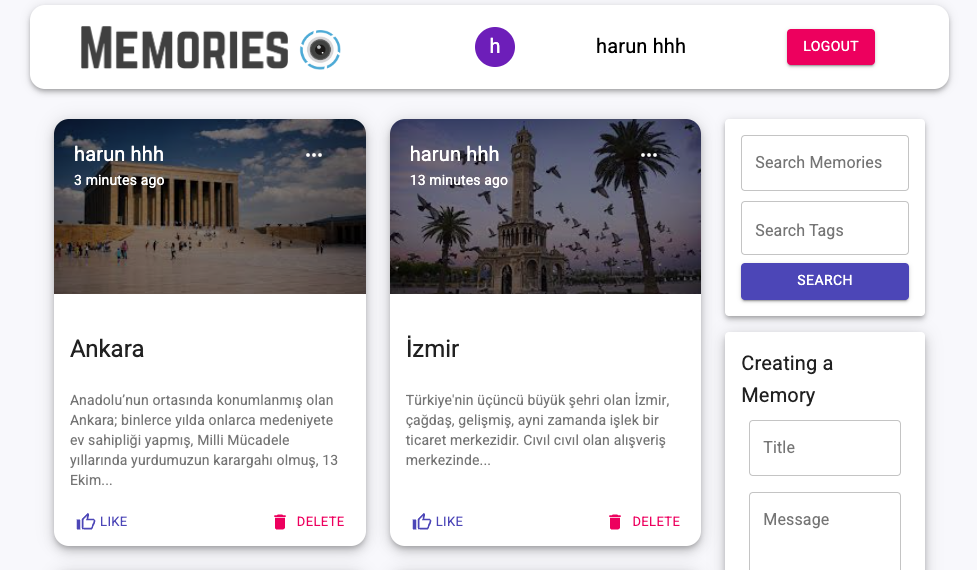 MEMORIES
h
harun hhh
LOGOUT
harun hhh
3 minutes ago
Ankara
Anadolu'nun ortasında konumlanmış olan
Ankara; binlerce yılda onlarca medeniyete
ev sahipliği yapmış, Milli Mücadele
yıllarında yurdumuzun karargahı olmuş, 13
Ekim...
LIKE
DELETE
harun hhh
13 minutes ago
İzmir
Türkiye'nin üçüncü büyük şehri olan İzmir,
çağdaş, gelişmiş, ayni zamanda işlek bir
ticaret merkezidir. Cıvıl cıvıl olan alışveriş
merkezinde...
LIKE
DELETE
Search Memories
Search Tags
SEARCH
Creating a
Memory
Title
Message